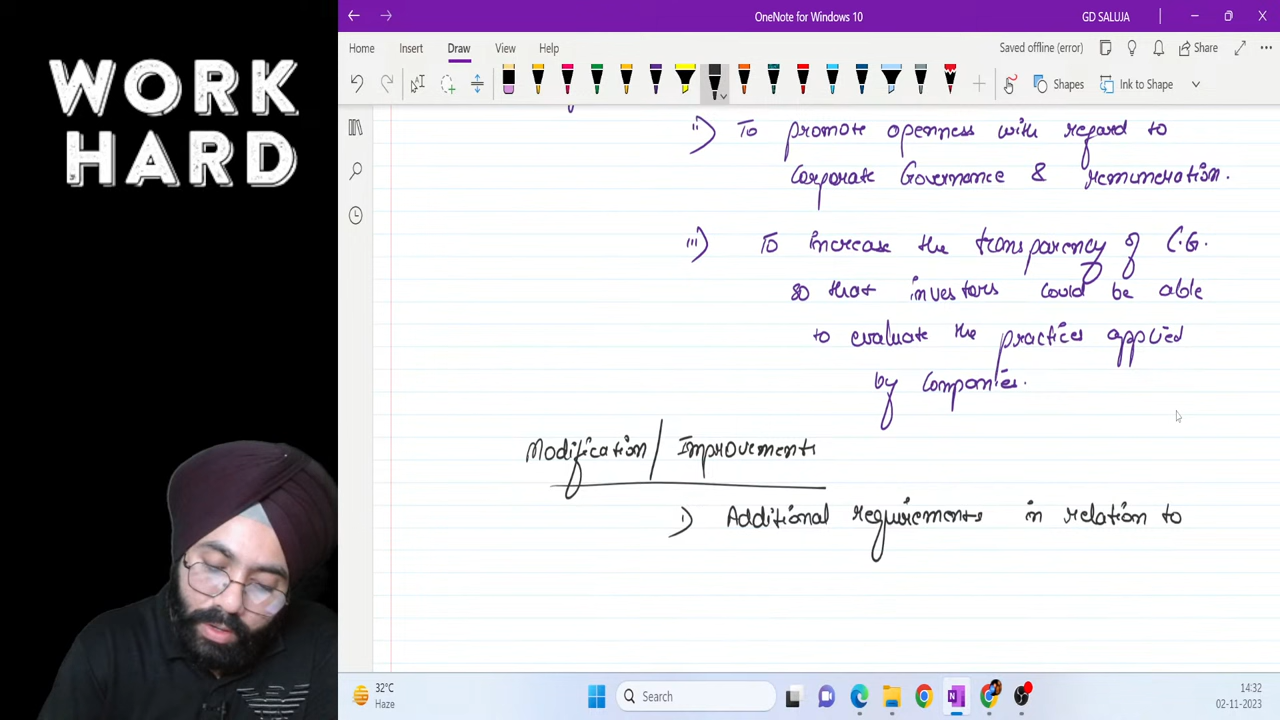 WORK
HARD
OneNote for Windows 10
GD SALUJA
Home Insert Draw View Help
Saved offline (error)
Share
Shapes
Ink to Shape
ii) To promote openness with regard to
Corporate Governance & remuneration.
iii) To increase the transparency of C.G.
so that investors could be able
to evaluate the practices applied
by Companies.
Modification / Improvements
i) Additional requirements in relation to
32°C
Haze
Search
14:32
02-11-2023